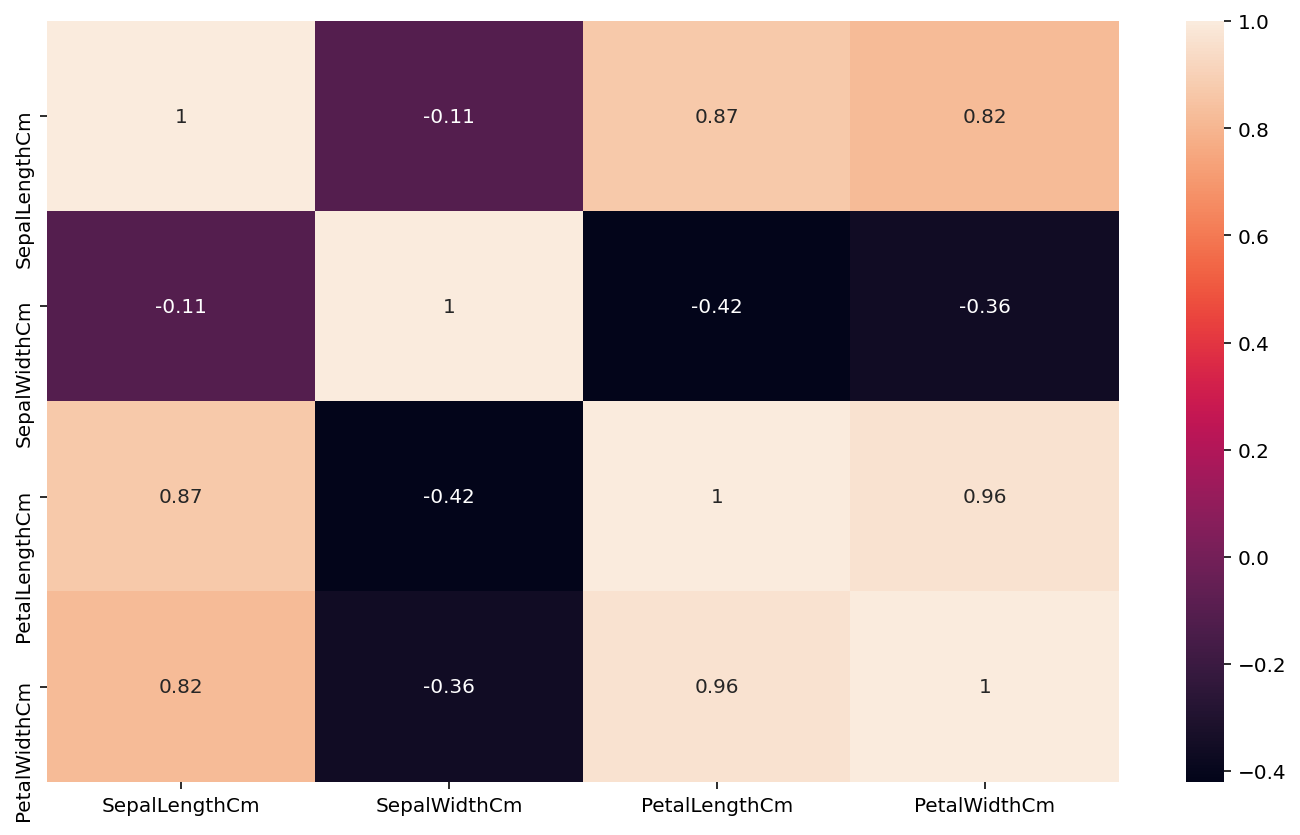 SepalLengthCm
1 -0.11 0.87 0.82
SepalWidthCm
-0.11 1 -0.42 -0.36
PetalLengthCm
0.87 -0.42 1 0.96
PetalWidthCm
0.82 -0.36 0.96 1
SepalLengthCm SepalWidthCm PetalLengthCm PetalWidthCm
1.0
0.8
0.6
0.4
0.2
0.0
−0.2
−0.4